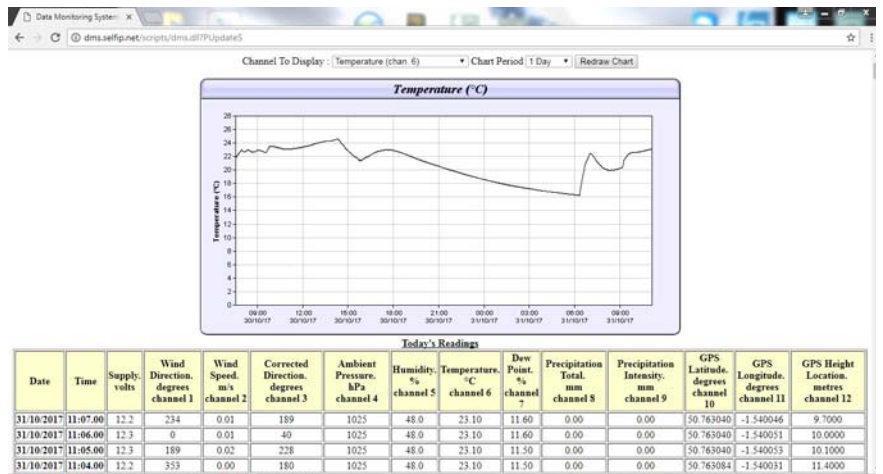 Data Monitoring System
dms.selfip.net/scripts/dms.dll?PUpdate5
Channel To Display : Temperature (chan. 6) Chart Period 1 Day Redraw Chart
Temperature (°C)
28
26
24
22
20
18
16
14
12
10
8
6
4
2
0
Temperature (°C)
09:00 12:00 15:00 18:00 21:00 00:00 03:00 06:00 09:00
30/10/17 30/10/17 30/10/17 30/10/17 30/10/17 31/10/17 31/10/17 31/10/17 31/10/17
Today's Readings
Date Time Supply. volts Wind Direction. degrees channel 1 Wind Speed. m/s channel 2 Corrected Direction. degrees channel 3 Ambient Pressure. hPa channel 4 Humidity. % channel 5 Temperature. °C channel 6 Dew Point. % channel 7 Precipitation Total. mm channel 8 Precipitation Intensity. mm channel 9 GPS Latitude. degrees channel 10 GPS Longitude. degrees channel 11 GPS Height Location. metres channel 12
31/10/2017 11:07.00 12.2 234 0.01 189 1025 48.0 23.10 11.60 0.00 0.00 50.763040 -1.540046 9.7000
31/10/2017 11:06.00 12.3 0 0.01 40 1025 48.0 23.10 11.60 0.00 0.00 50.763040 -1.540051 10.0000
31/10/2017 11:05.00 12.3 189 0.02 228 1025 48.0 23.10 11.50 0.00 0.00 50.763040 -1.540053 10.1000
31/10/2017 11:04.00 12.2 353 0.00 180 1025 48.0 23.10 11.50 0.00 0.00 50.763084 -1.540031 11.4000